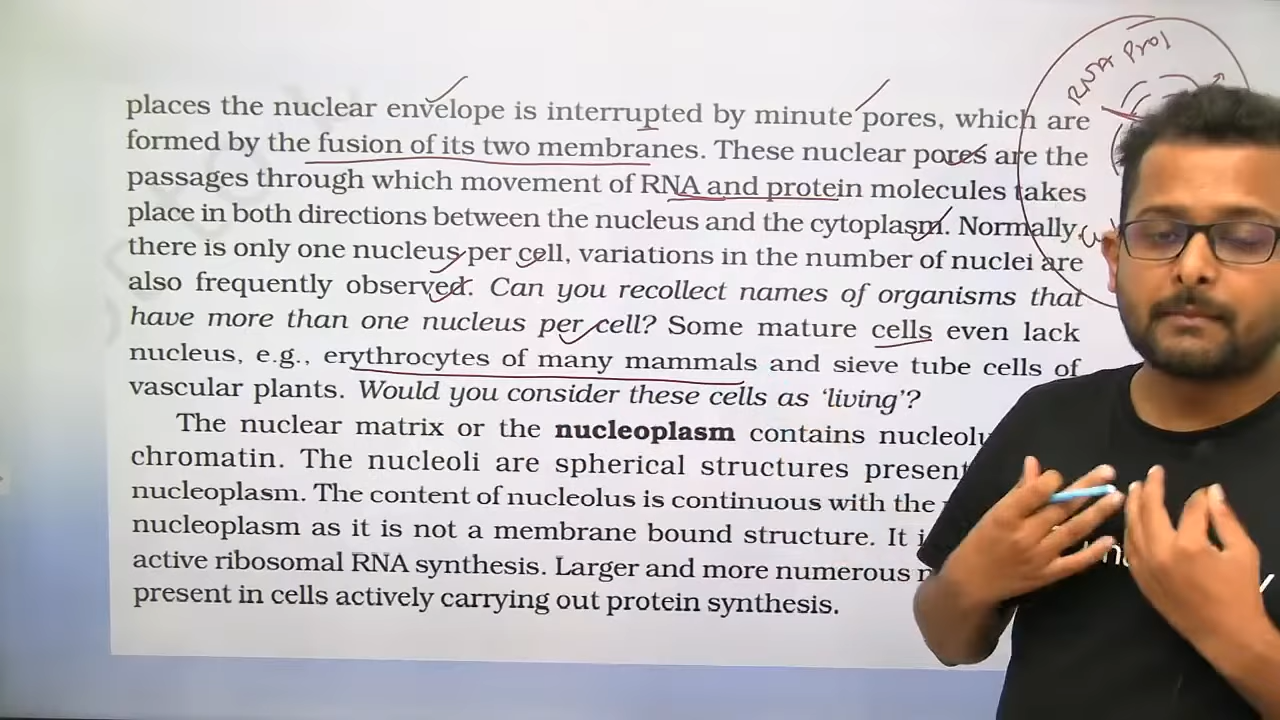 RNA Pro
places the nuclear envelope is interrupted by minute pores, which are
formed by the fusion of its two membranes. These nuclear pores are the
passages through which movement of RNA and protein molecules takes
place in both directions between the nucleus and the cytoplasm. Normally,
there is only one nucleus per cell, variations in the number of nuclei are
also frequently observed. Can you recollect names of organisms that
have more than one nucleus per cell? Some mature cells even lack
nucleus, e.g., erythrocytes of many mammals and sieve tube cells of
vascular plants. Would you consider these cells as ‘living’?
The nuclear matrix or the nucleoplasm contains
chromatin. The nucleoli are spherical structures present
nucleoplasm. The content of nucleolus is continuous with the
nucleoplasm as it is not a membrane bound structure. It
active ribosomal RNA synthesis. Larger and more numerous
present in cells actively carrying out protein synthesis.